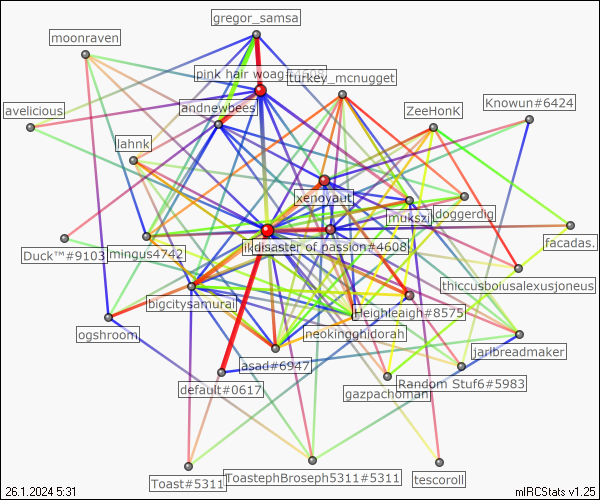 gregor_samsa
moonraven
pink hair woag
turkey_mcnugget
avelicious
andnewbees
ZeeHonK
Knowun#6424
lahnk
xenoyaut
mukszi
doggerdig
facadas.
Duck™#9103
mingus4742
disaster of passion#4608
thiccusboiusalexusjoneus
bigcitysamurai
Heighleigh#8575
ogshroom
neokingghidorah
jarlbreadmaker
asad#6947
default#0617
gazpachoman
Random Stuf6#5983
Toast#5311
ToastephBroseph5311#5311
tescoroll
26.1.2024 5:31
mIRCStats v1.25